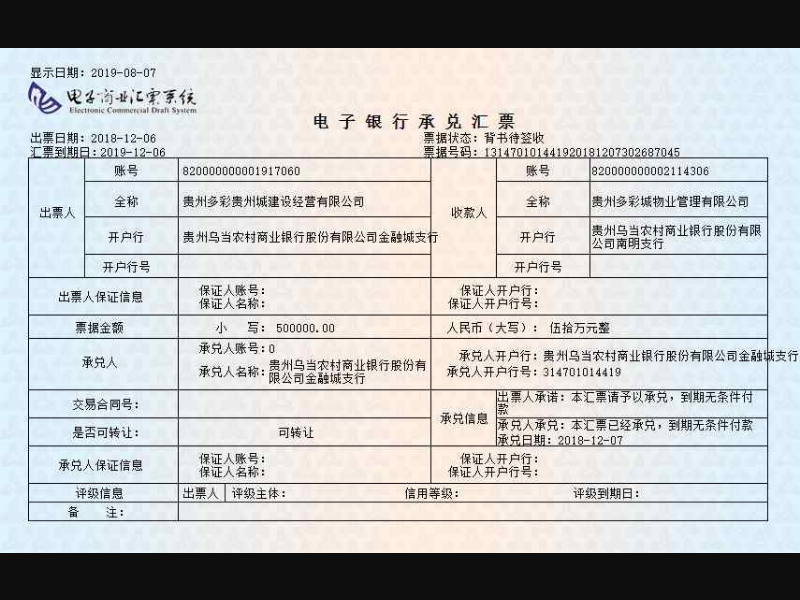 显示日期: 2019-08-07
电子商业汇票系统
Electronic Commercial Draft System
电子银行承兑汇票
出票日期: 2018-12-06
票据状态: 背书待签收
汇票到期日: 2019-12-06
票据号码: 131470101441920181207302687045
出票人
账号
820000000001917060
收款人
账号
820000000002114306
全称
贵州多彩贵州城建设经营有限公司
全称
贵州多彩城物业管理有限公司
开户行
贵州乌当农村商业银行股份有限公司金融城支行
开户行
贵州乌当农村商业银行股份有限
公司南明支行
开户行号
开户行号
出票人保证信息
保证人账号:
保证人开户行:
保证人名称:
保证人开户行号:
票据金额
小 写: 500000.00
人民币（大写）: 伍拾万元整
承兑人
承兑人账号: 0
承兑人开户行: 贵州乌当农村商业银行股份有限公司金融城支行
承兑人名称: 贵州乌当农村商业银行股份有
限公司金融城支行
承兑人开户行号: 314701014419
交易合同号:
承兑信息
出票人承诺: 本汇票请予以承兑, 到期无条件付
款
是否可转让:
可转让
承兑人承兑: 本汇票已经承兑, 到期无条件付款
承兑日期: 2018-12-07
承兑人保证信息
保证人账号:
保证人开户行:
保证人名称:
保证人开户行号:
评级信息
出票人
评级主体:
信用等级:
评级到期日:
备 注: